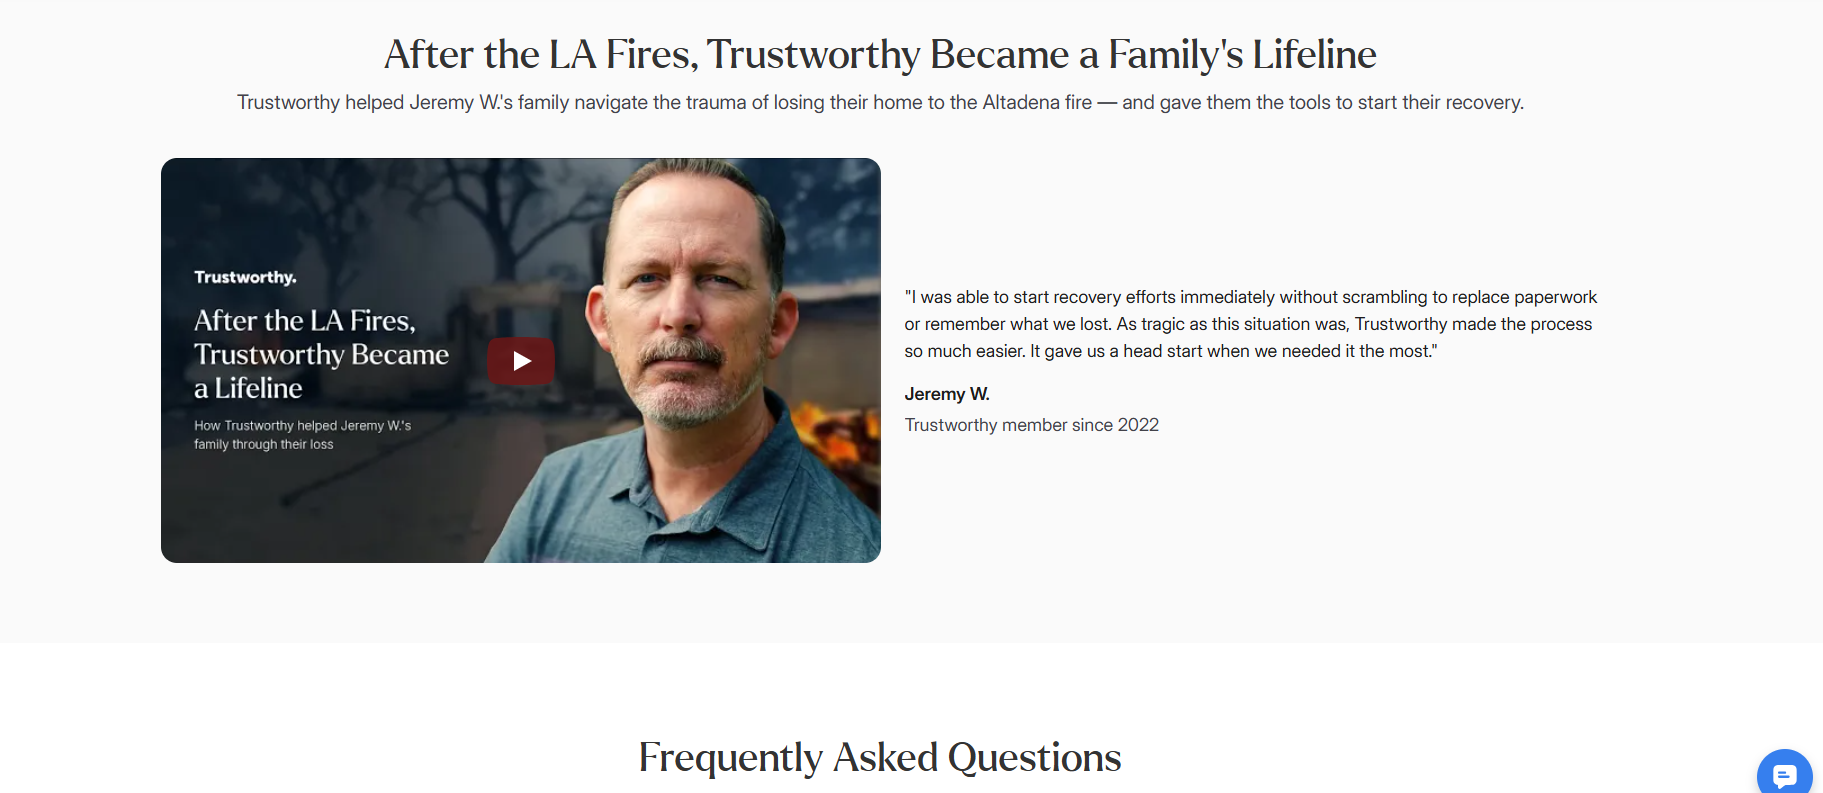 After the LA Fires, Trustworthy Became a Family's Lifeline
Trustworthy helped Jeremy W.'s family navigate the trauma of losing their home to the Altadena fire — and gave them the tools to start their recovery.
Trustworthy.
After the LA Fires,
Trustworthy Became
a Lifeline
How Trustworthy helped Jeremy W.'s
family through their loss
"I was able to start recovery efforts immediately without scrambling to replace paperwork
or remember what we lost. As tragic as this situation was, Trustworthy made the process
so much easier. It gave us a head start when we needed it the most."
Jeremy W.
Trustworthy member since 2022
Frequently Asked Questions